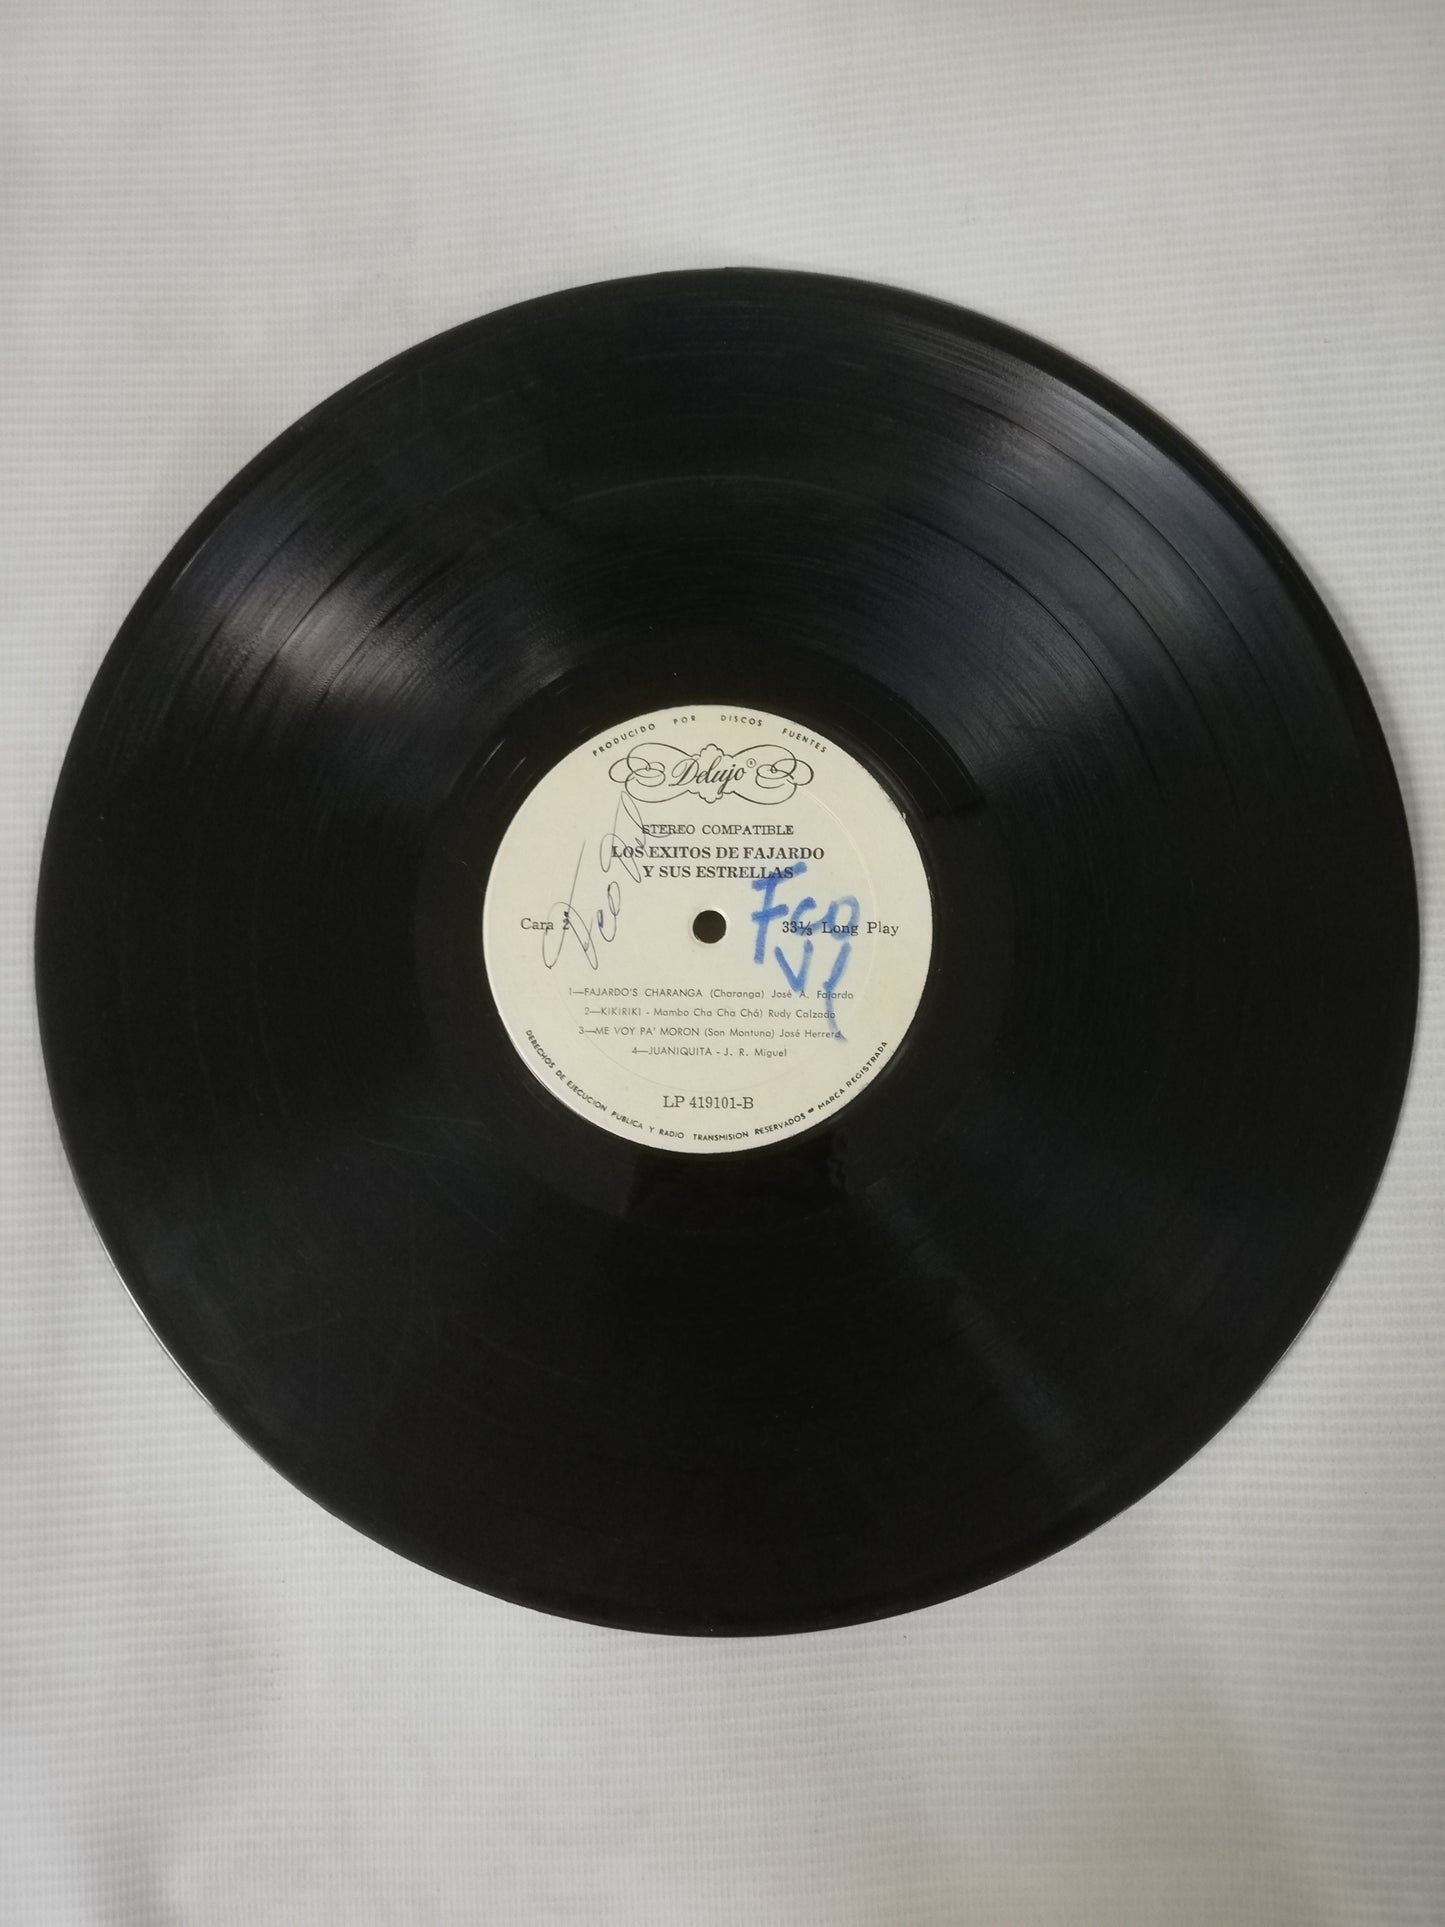 PRODUCIDO POR DISCOS FUENTES
Delujo®
STEREO COMPATIBLE
LOS EXITOS DE FAJARDO
Y SUS ESTRELLAS
Cara 2ª
33⅓ Long Play
Fco
1—FAJARDO'S CHARANGA (Charanga) José A. Fajardo
2—KIKIRIKI - Mambo Cha Cha Chá) Rudy Calzado
3—ME VOY PA' MORON (Son Montuno) José Herrera
4—JUANIQUITA - J. R. Miguel
LP 419101-B
DERECHOS DE EJECUCION PUBLICA Y RADIO TRANSMISION RESERVADOS - MARCA REGISTRADA